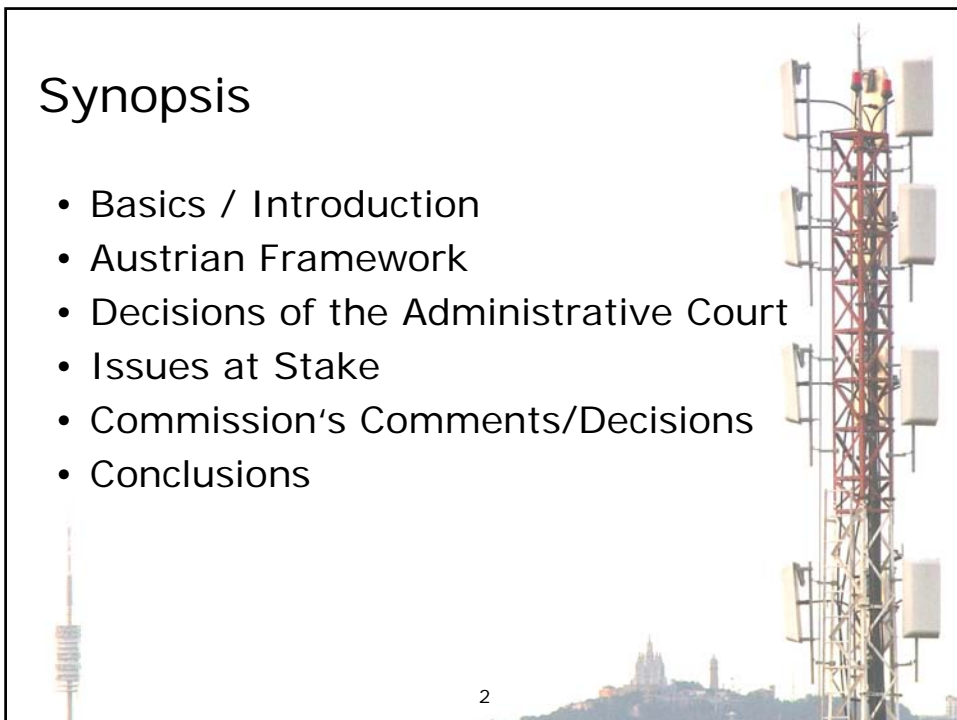 Synopsis
• Basics / Introduction
• Austrian Framework
• Decisions of the Administrative Court
• Issues at Stake
• Commission‘s Comments/Decisions
• Conclusions
2